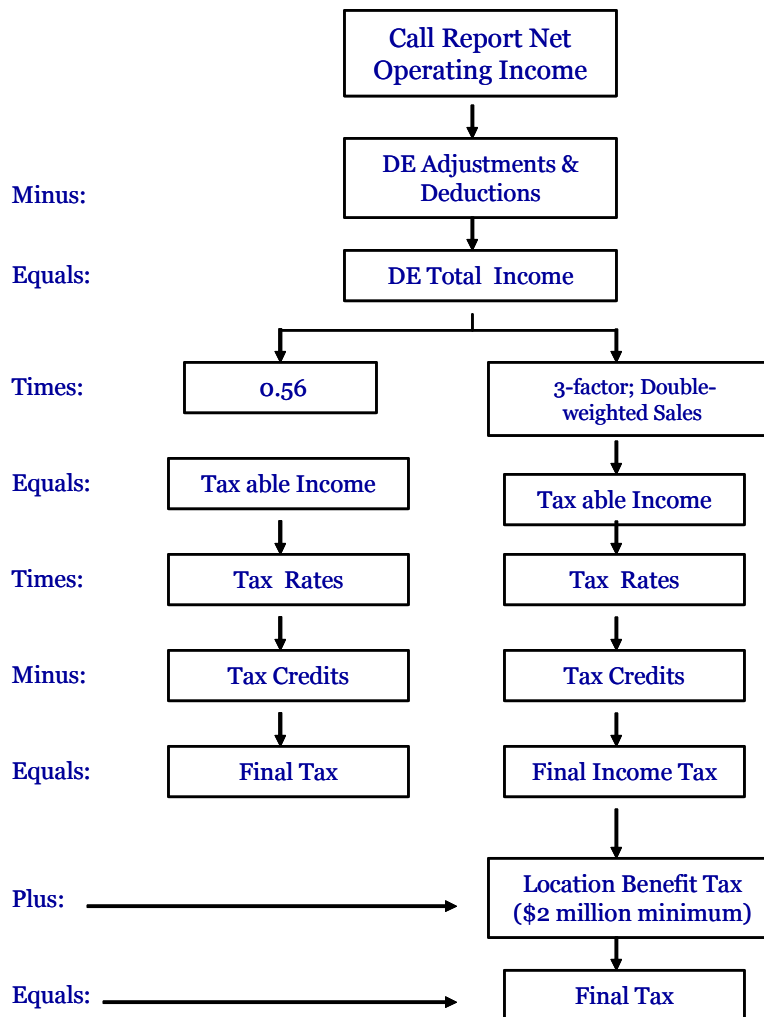 Call Report Net
Operating Income
DE Adjustments &
Deductions
Minus:
Equals:
DE Total Income
Times:
0.56
3-factor; Double-
weighted Sales
Equals:
Tax able Income
Tax able Income
Times:
Tax Rates
Tax Rates
Minus:
Tax Credits
Tax Credits
Equals:
Final Tax
Final Income Tax
Plus:
Location Benefit Tax
($2 million minimum)
Equals:
Final Tax